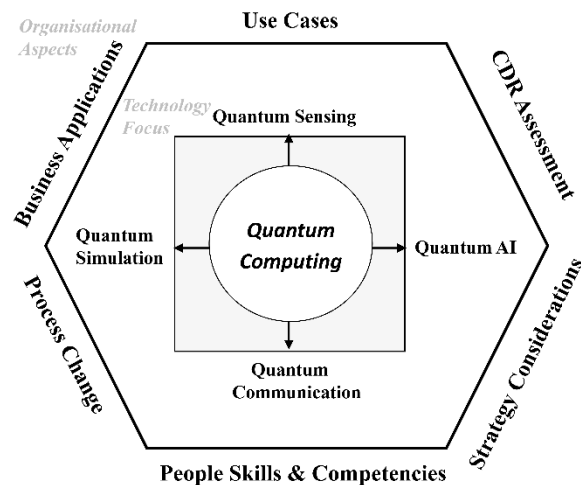 Organisational
Aspects
Use Cases
Business Applications
CDR Assessment
Technology
Focus
Quantum Sensing
Quantum
Simulation
Quantum
Computing
Quantum AI
Quantum
Communication
Process Change
Strategy Considerations
People Skills & Competencies